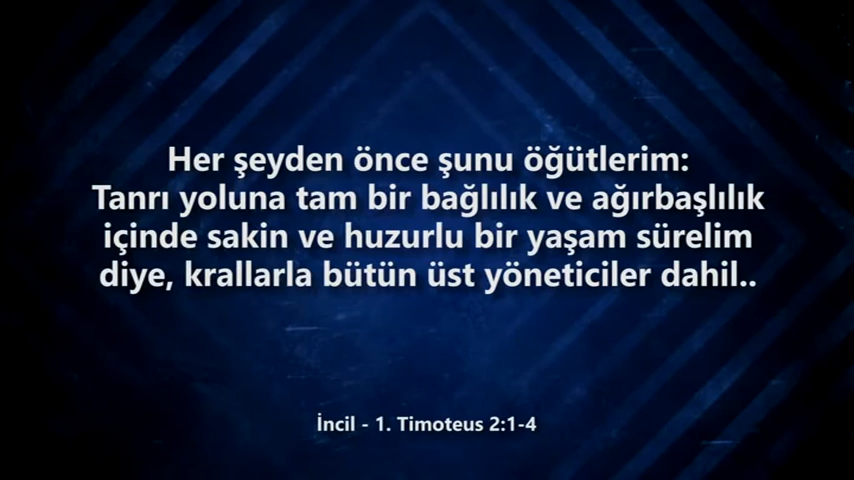 Her şeyden önce şunu öğütlerim:
Tanrı yoluna tam bir bağlılık ve ağırbaşlılık
içinde sakin ve huzurlu bir yaşam sürelim
diye, krallarla bütün üst yöneticiler dahil..
İncil - 1. Timoteus 2:1-4